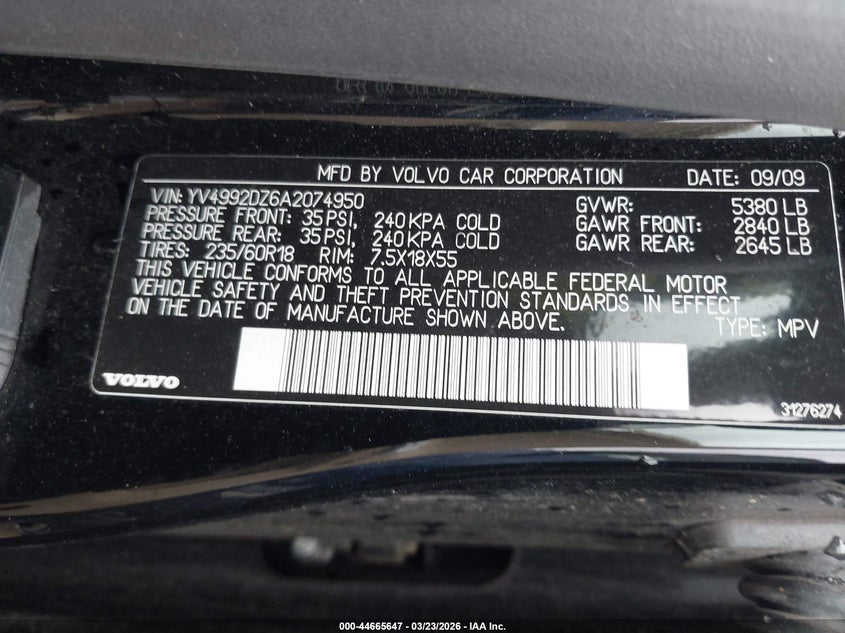 MFD BY VOLVO CAR CORPORATION DATE: 09/09
VIN: YV4992DZ6A2074950 GVWR: 5380 LB
PRESSURE FRONT: 35 PSI, 240 KPA COLD GAWR FRONT: 2840 LB
PRESSURE REAR: 35 PSI, 240 KPA COLD GAWR REAR: 2645 LB
TIRES: 235/60R18 RIM: 7.5X18X55
THIS VEHICLE CONFORMS TO ALL APPLICABLE FEDERAL MOTOR
VEHICLE SAFETY AND THEFT PREVENTION STANDARDS IN EFFECT
ON THE DATE OF MANUFACTURE SHOWN ABOVE. TYPE: MPV
VOLVO
31276274
000-44665647 - 03/23/2026 - IAA Inc.